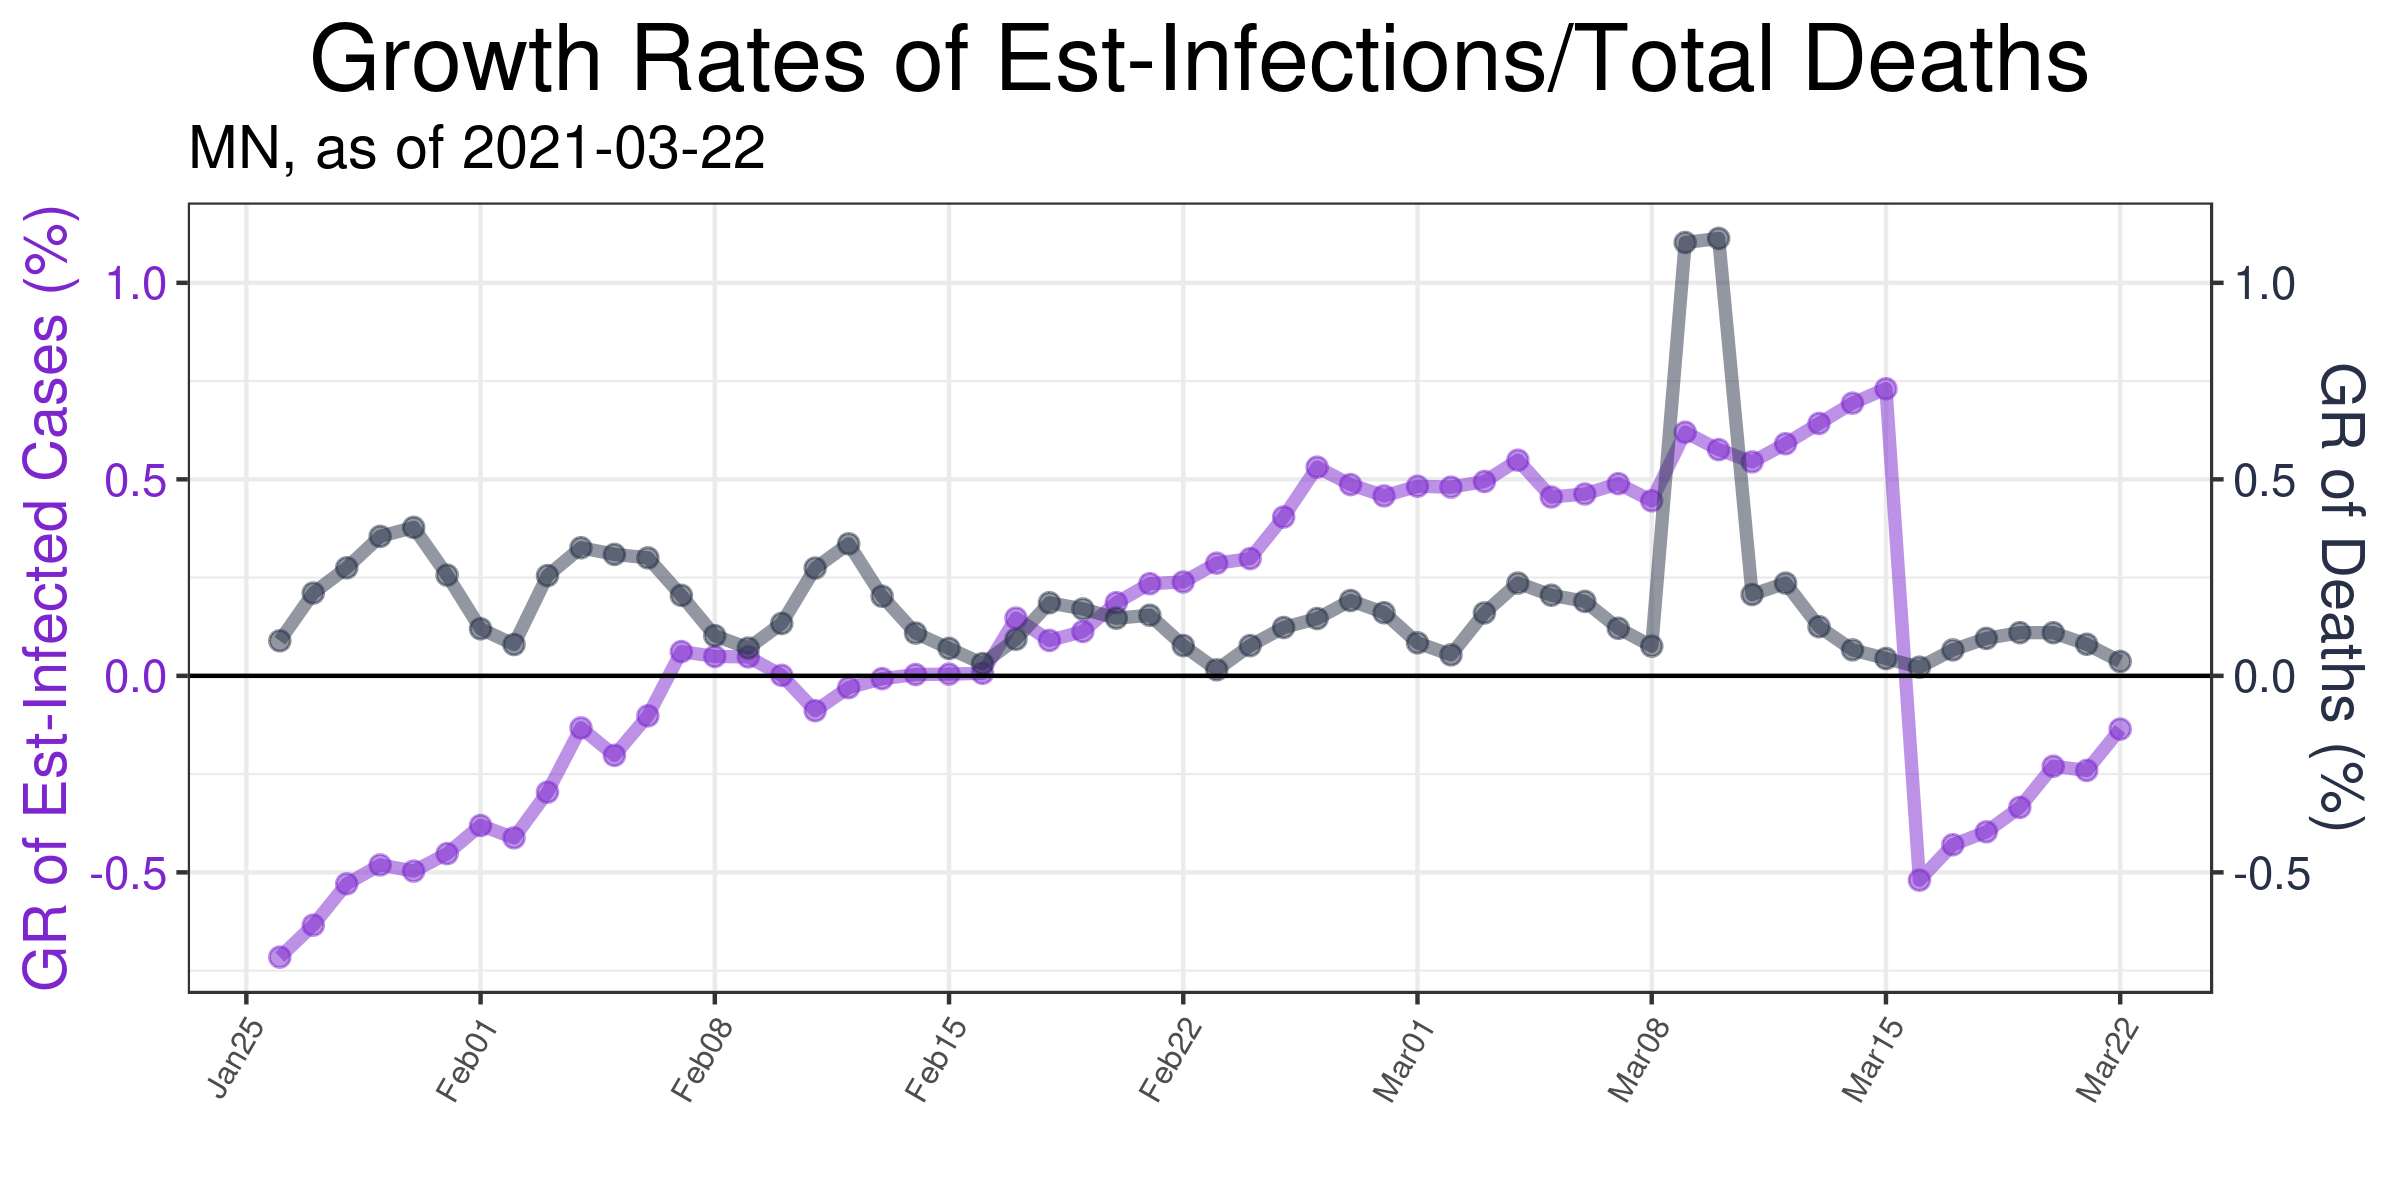 Growth Rates of Est-Infections/Total Deaths
MN, as of 2021-03-22
GR of Est-Infected Cases (%)
1.0
0.5
0.0
-0.5
1.0
0.5
0.0
-0.5
GR of Deaths (%)
Jan25
Feb01
Feb08
Feb15
Feb22
Mar01
Mar08
Mar15
Mar22